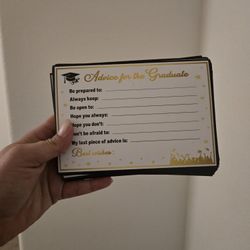 Advice for the Graduate
Be prepared to:
Always keep:
Be open to:
Hope you always:
Hope you don't:
Don't be afraid to:
My last piece of advice is:
Best wishes :